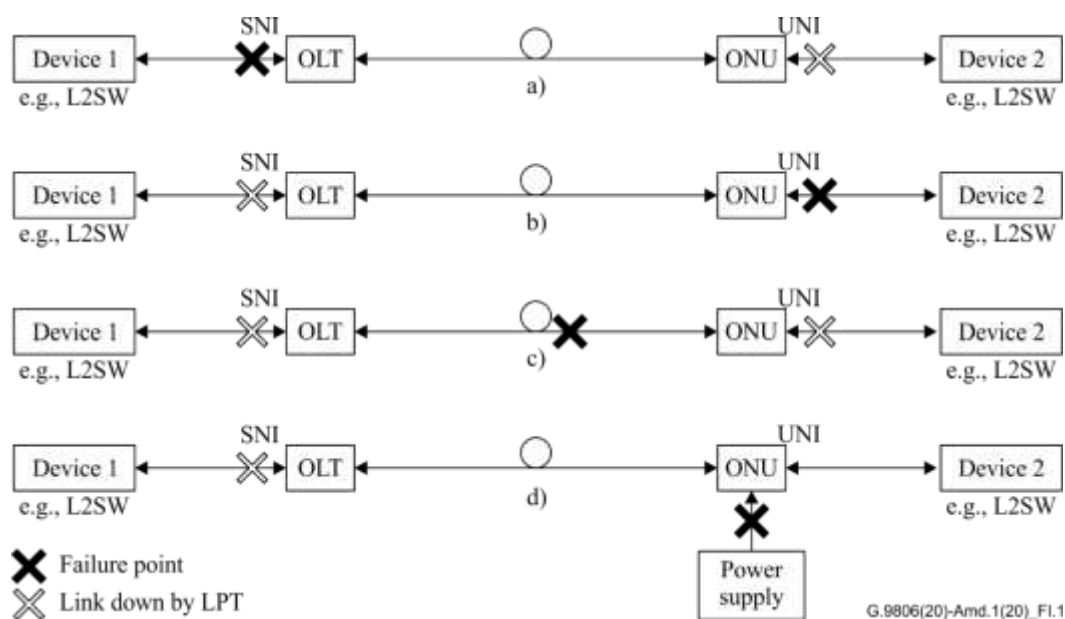 SNI UNI
Device 1 OLT ONU Device 2
e.g., L2SW a) e.g., L2SW
SNI UNI
Device 1 OLT ONU Device 2
e.g., L2SW b) e.g., L2SW
SNI UNI
Device 1 OLT ONU Device 2
e.g., L2SW c) e.g., L2SW
SNI UNI
Device 1 OLT ONU Device 2
e.g., L2SW d) e.g., L2SW
Failure point
Link down by LPT
Power
supply
G.9806(20)-Amd.1(20)_FI.1